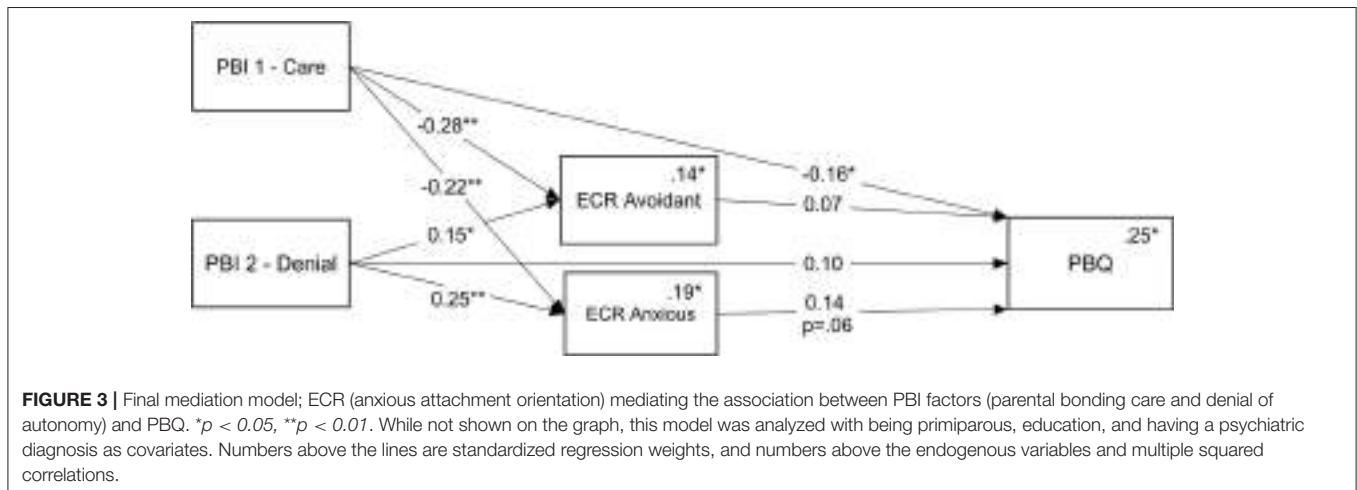 PBI 1 - Care
-0.28**
.14*
-0.16*
-0.22**
ECR Avoidant
0.07
.25*
0.15*
PBI 2 - Denial
0.10
PBQ
.19*
0.25**
ECR Anxious
0.14
p=.06
FIGURE 3 | Final mediation model; ECR (anxious attachment orientation) mediating the association between PBI factors (parental bonding care and denial of
autonomy) and PBQ. *p < 0.05, **p < 0.01. While not shown on the graph, this model was analyzed with being primiparous, education, and having a psychiatric
diagnosis as covariates. Numbers above the lines are standardized regression weights, and numbers above the endogenous variables and multiple squared
correlations.